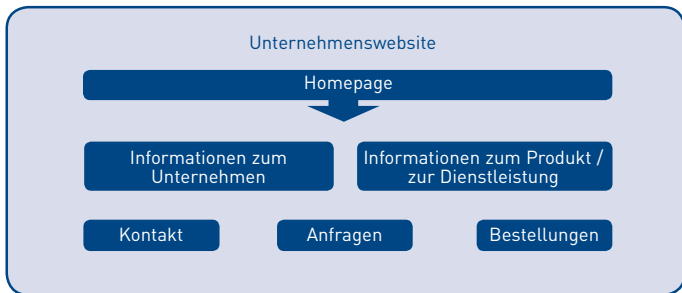 Unternehmenswebsite
Homepage
Informationen zum
Unternehmen
Informationen zum Produkt /
zur Dienstleistung
Kontakt
Anfragen
Bestellungen